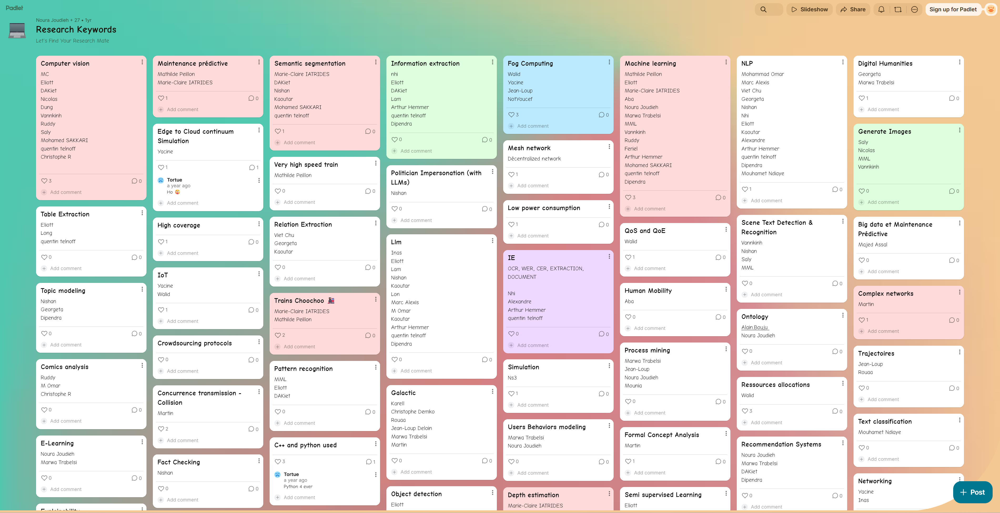 Padlet
Slideshow
Share
Sign up for Padlet
Noura Joudieh + 27 • 1yr
Research Keywords
Let's Find Your Research Mate
Computer vision
MC
Eliott
DAKiet
Nicolas
Dung
Vannkinh
Ruddy
Saly
Mohamed SAKKARI
quentin telnoff
Christophe R
3
0
Add comment
Table Extraction
Eliott
Long
quentin telnoff
0
0
Add comment
Topic modeling
Nishan
Georgeta
Dipendra
0
0
Add comment
Comics analysis
Ruddy
M Omar
Christophe R
0
0
Add comment
E-Learning
Noura Joudieh
Marwa Trabelsi
0
0
Add comment
Maintenance prédictive
Mathilde Peillon
Marie-Claire IATRIDES
1
0
Add comment
Edge to Cloud continuum
Simulation
Yacine
1
1
Tortue
a year ago
Ho 😲
Add comment
High coverage
1
0
Add comment
IoT
Yacine
Walid
1
0
Add comment
Crowdsourcing protocols
0
0
Add comment
Concurrence transmission -
Collision
Martin
2
0
Add comment
Fact Checking
Nishan
0
0
Add comment
Semantic segmentation
Marie-Claire IATRIDES
DAKiet
Nishan
Kaoutar
Mohamed SAKKARI
quentin telnoff
1
0
Add comment
Very high speed train
Mathilde Peillon
0
0
Add comment
Relation Extraction
Viet Chu
Georgeta
Kaoutar
0
0
Add comment
Trains Choochoo 🚂
Marie-Claire IATRIDES
Mathilde Peillon
2
0
Add comment
Pattern recognition
MML
Eliott
DAKiet
0
0
Add comment
C++ and python used
3
1
Tortue
a year ago
Python 4 ever
Add comment
Information extraction
nhi
Eliott
DAKiet
Lam
Arthur Hemmer
quentin telnoff
Dipendra
0
0
Add comment
Politician Impersonation (with
LLMs)
Nishan
0
0
Add comment
Llm
Inas
Eliott
Lam
Nishan
Kaoutar
Lon
Marc Alexis
M Omar
Kaoutar
Arthur Hemmer
quentin telnoff
Dipendra
0
0
Add comment
Galactic
Karell
Christophe Demko
Rouaa
Jean-Loup Deloin
Marwa Trabelsi
Martin
0
0
Add comment
Object detection
Eliott
Fog Computing
Walid
Yacine
Jean-Loup
NotYoucef
3
0
Add comment
Mesh network
Décentralized network
1
0
Add comment
Low power consumption
1
0
Add comment
IE
OCR, WER, CER, EXTRACTION,
DOCUMENT
Nhi
Alexandre
Arthur Hemmer
quentin telnoff
0
0
Add comment
Simulation
Ns3
1
0
Add comment
Users Behaviors modeling
Marwa Trabelsi
Noura Joudieh
0
0
Add comment
Depth estimation
Marie-Claire IATRIDES
Machine learning
Mathilde Peillon
Eliott
Marie-Claire IATRIDES
Aba
Noura Joudieh
Marwa Trabelsi
MML
Vannkinh
Ruddy
Feriel
Arthur Hemmer
Mohamed SAKKARI
quentin telnoff
Dipendra
3
0
Add comment
QoS and QoE
Walid
1
0
Add comment
Human Mobility
Aba
0
0
Add comment
Process mining
Marwa Trabelsi
Jean-Loup
Noura Joudieh
Mounia
0
0
Add comment
Formal Concept Analysis
Martin
1
0
Add comment
Semi supervised Learning
Eliott
NLP
Mohammad Omar
Marc Alexis
Viet Chu
Georgeta
Nishan
Nhi
Eliott
Kaoutar
Alexandre
Arthur Hemmer
quentin telnoff
Dipendra
Mouhamet Ndiaye
1
0
Add comment
Scene Text Detection &
Recognition
Vannkinh
Nishan
Saly
MML
0
0
Add comment
Ontology
Alain.Bouju
Noura Joudieh
0
0
Add comment
Ressources allocations
Walid
3
0
Add comment
Recommendation Systems
Noura Joudieh
Marwa Trabelsi
DAKiet
Dipendra
0
0
Add comment
Digital Humanities
Georgeta
Marwa Trabelsi
1
0
Add comment
Generate Images
Saly
Nicolas
MML
Vannkinh
0
0
Add comment
Big data et Maintenance
Prédictive
Majed Assal
0
0
Add comment
Complex networks
Martin
1
0
Add comment
Trajectoires
Jean-Loup
Rouaa
0
0
Add comment
Text classification
Mouhamet Ndiaye
0
0
Add comment
Networking
Yacine
Inas
Post